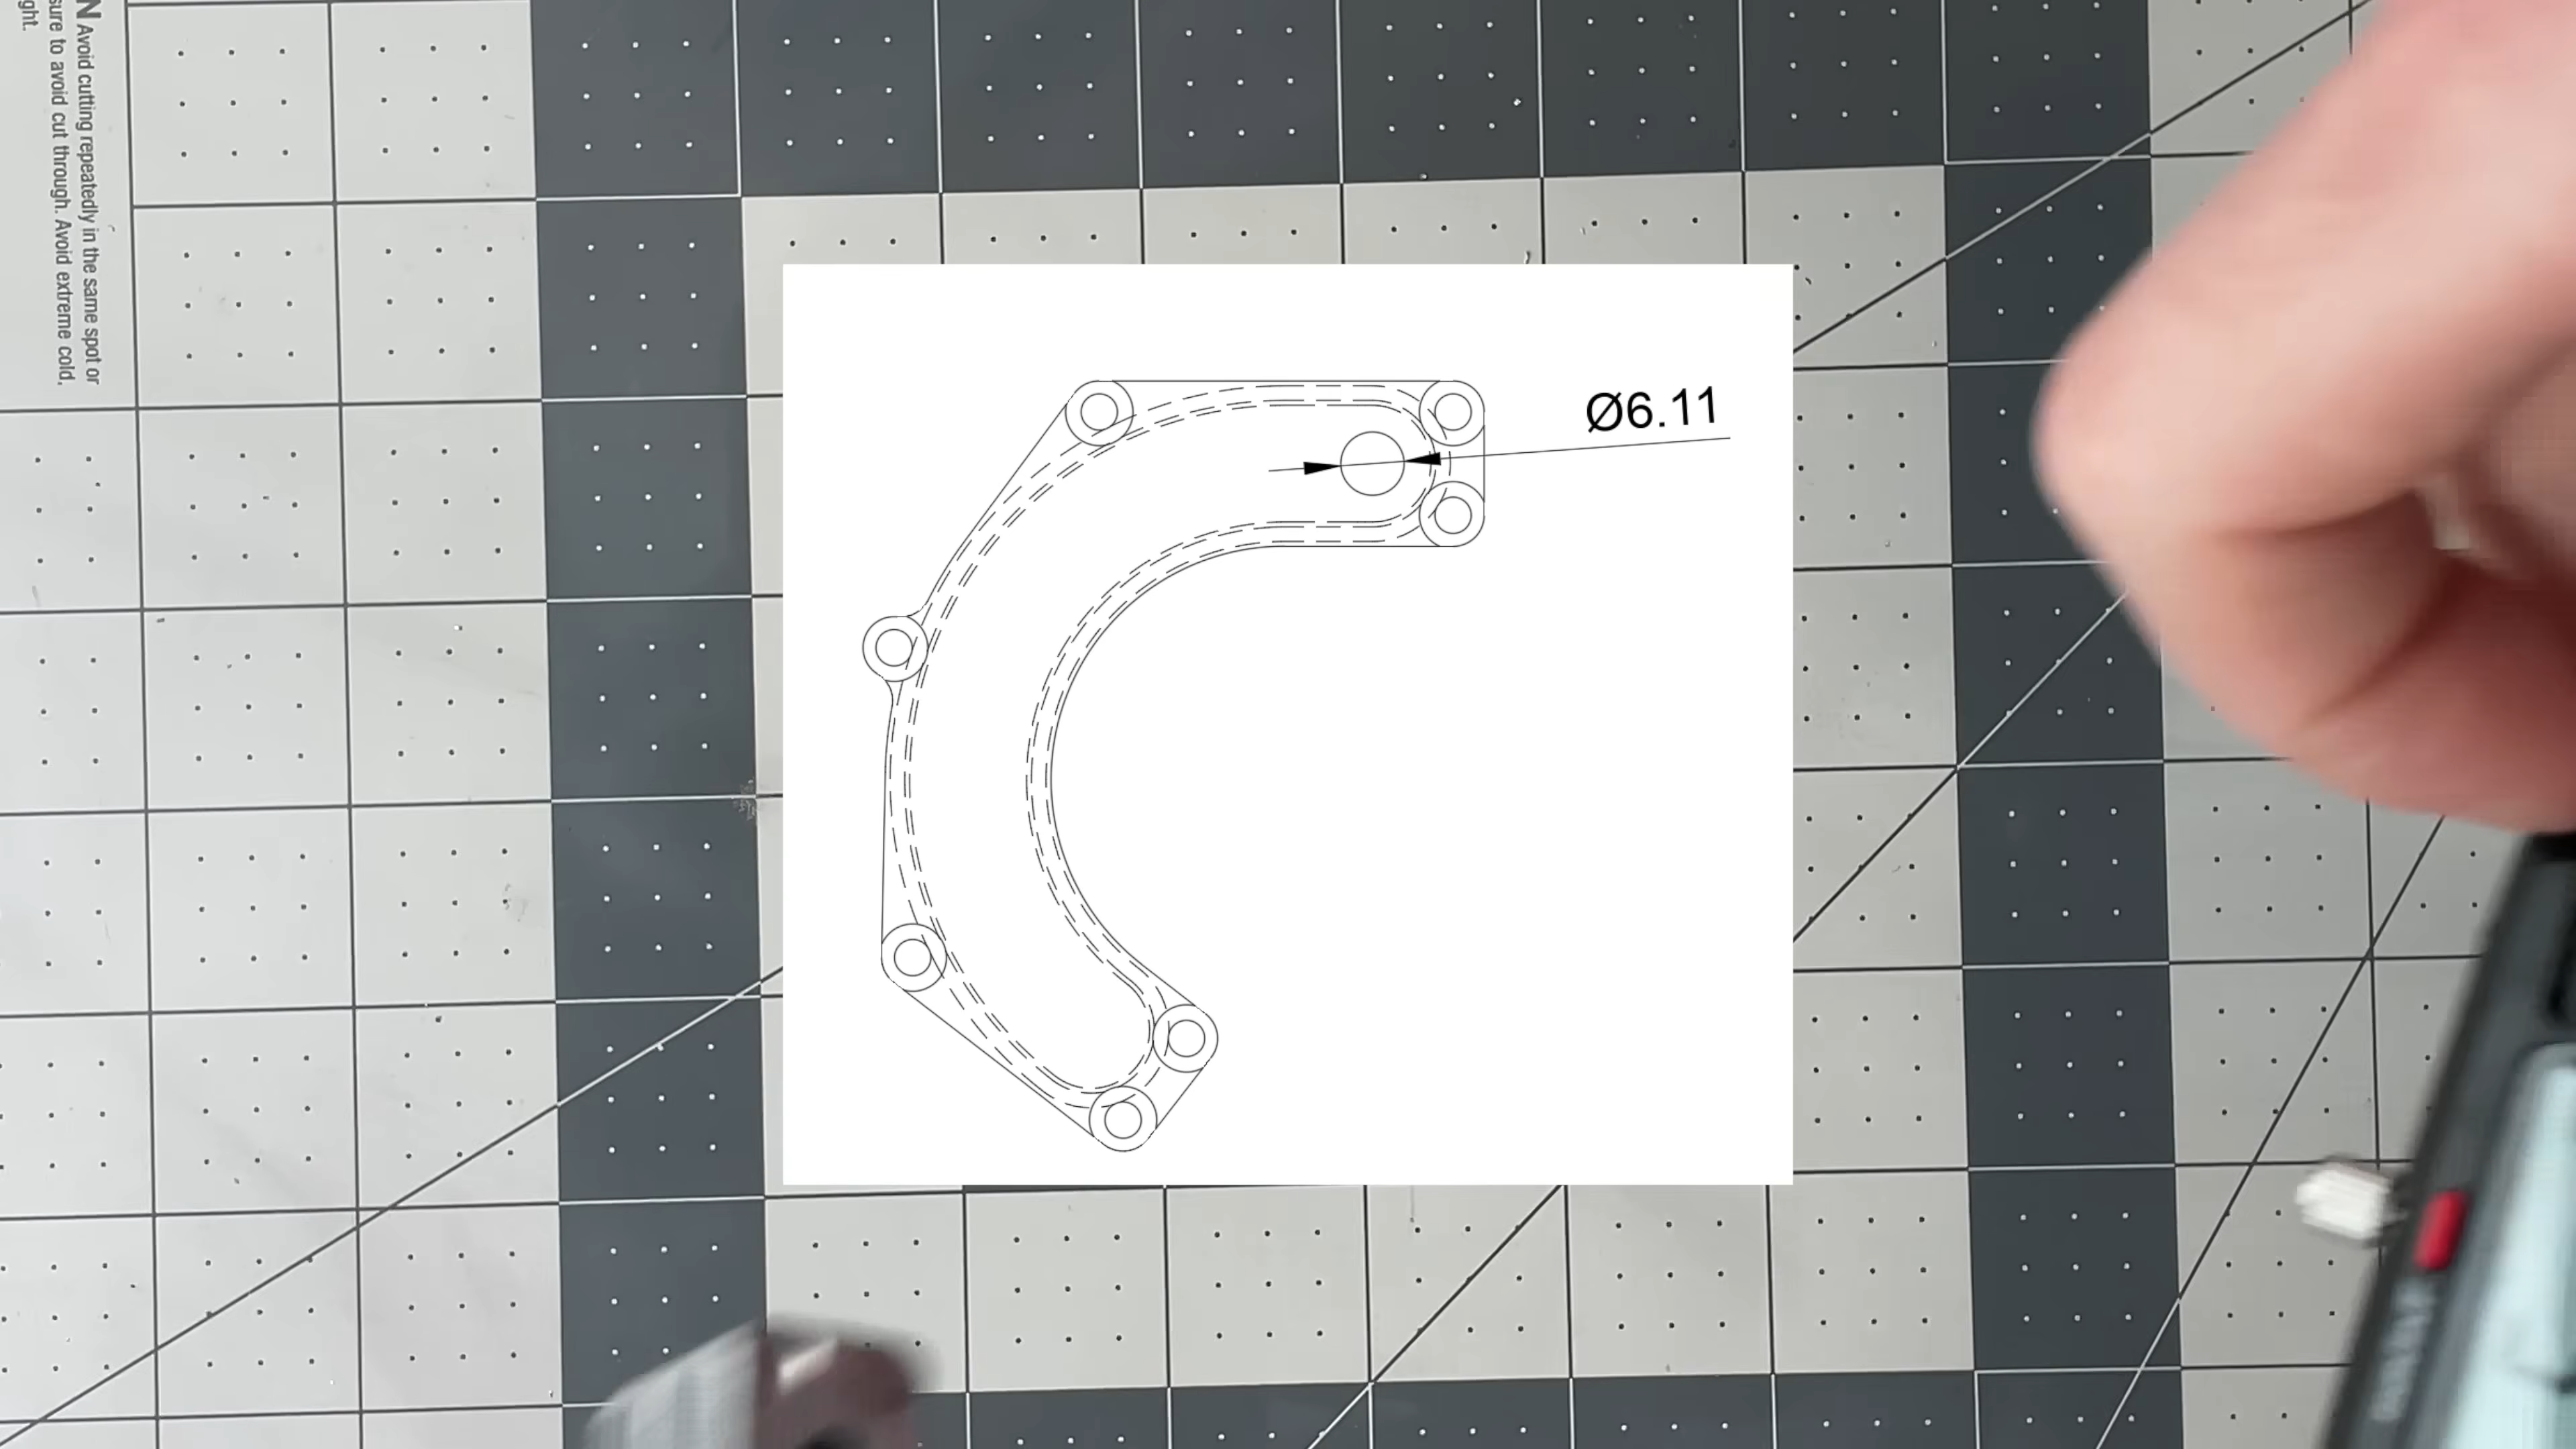 N Avoid cutting repeatedly in the same spot or
sure to avoid cut through. Avoid extreme cold,
ght.
Ø6.11